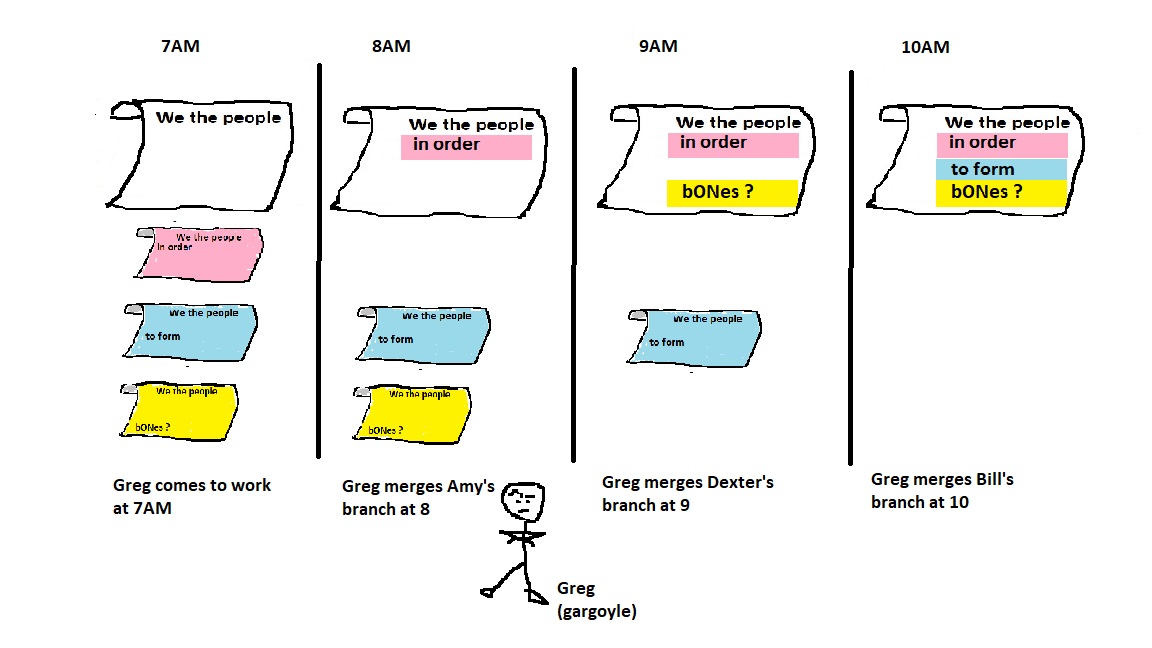 7AM
8AM
9AM
10AM
We the people
We the people
in order
We the people
in order
bONes ?
We the people
in order
to form
bONes ?
We the people
In order
We the people
to form
We the people
bONes ?
We the people
to form
We the people
bONes ?
We the people
to form
Greg comes to work
at 7AM
Greg merges Amy's
branch at 8
Greg merges Dexter's
branch at 9
Greg merges Bill's
branch at 10
Greg
(gargoyle)